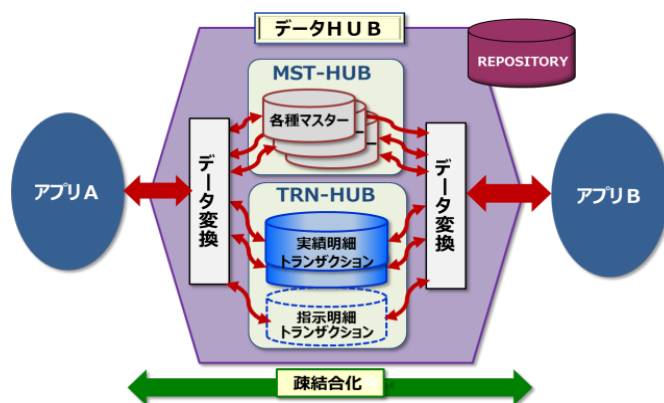 データHUB
REPOSITORY
MST-HUB
各種マスター
アプリA
データ変換
データ変換
アプリB
TRN-HUB
実績明細
トランザクション
指示明細
トランザクション
疎結合化